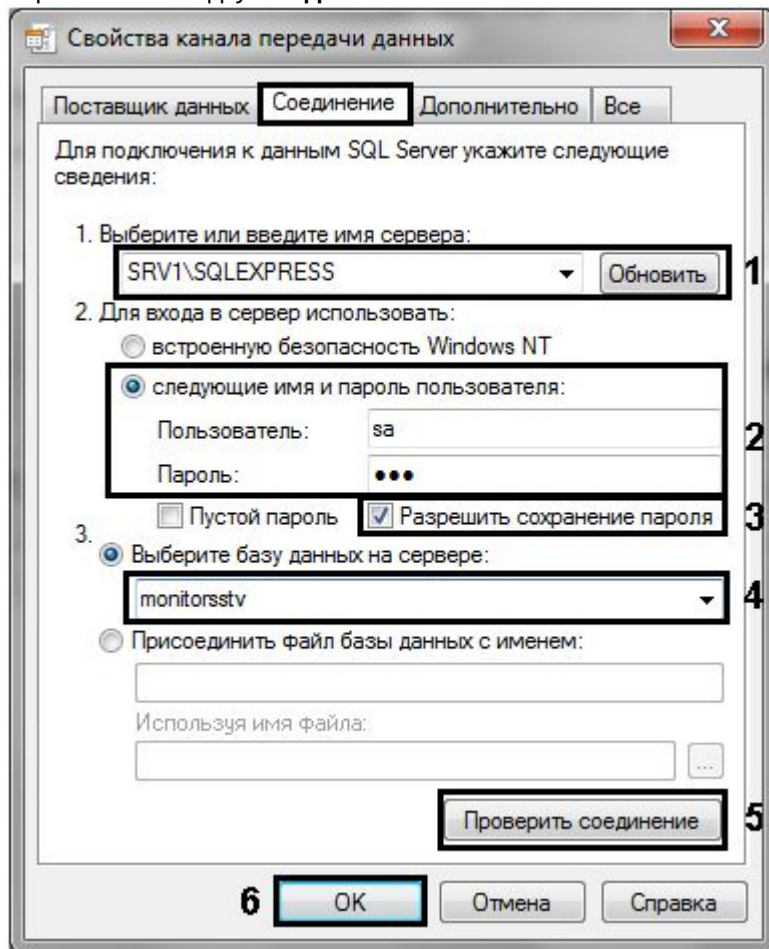 Свойства канала передачи данных
Поставщик данных Соединение Дополнительно Все
Для подключения к данным SQL Server укажите следующие
сведения:
1. Выберите или введите имя сервера:
SRV1\SQLEXPRESS Обновить 1
2. Для входа в сервер использовать:
встроенную безопасность Windows NT
следующие имя и пароль пользователя:
Пользователь: sa 2
Пароль: ●●●
Пустой пароль Разрешить сохранение пароля 3
3.
Выберите базу данных на сервере:
monitorsstv 4
Присоединить файл базы данных с именем:
Используя имя файла:
...
Проверить соединение 5
6 OK Отмена Справка